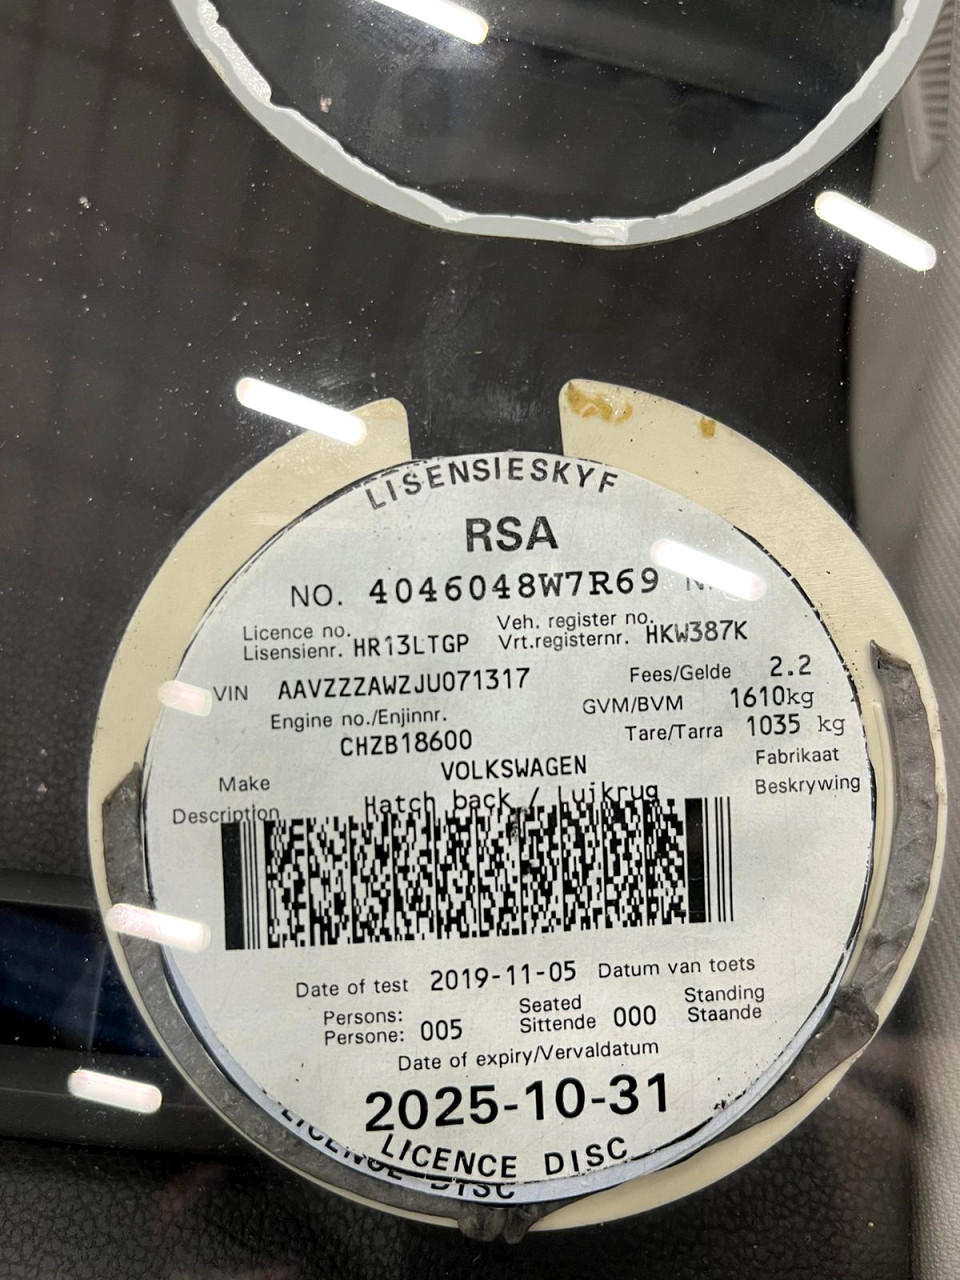 LISENSIESKYF
RSA
NO. 4046048W7R69 N
Licence no. Veh. register no.
Lisensienr. HR13LTGP Vrt.registernr. HKW387K
VIN AAVZZZAWZJU071317 Fees/Gelde 2.2
Engine no./Enjinnr. GVM/BVM 1610kg
CHZB18600 Tare/Tarra 1035 kg
Make VOLKSWAGEN Fabrikaat
Description Hatch back / Luikrug Beskrywing
Date of test 2019-11-05 Datum van toets
Persons: Seated Standing
Persone: 005 Sittende 000 Staande
Date of expiry/Vervaldatum
2025-10-31
LICENCE DISC
LICENCE DISC